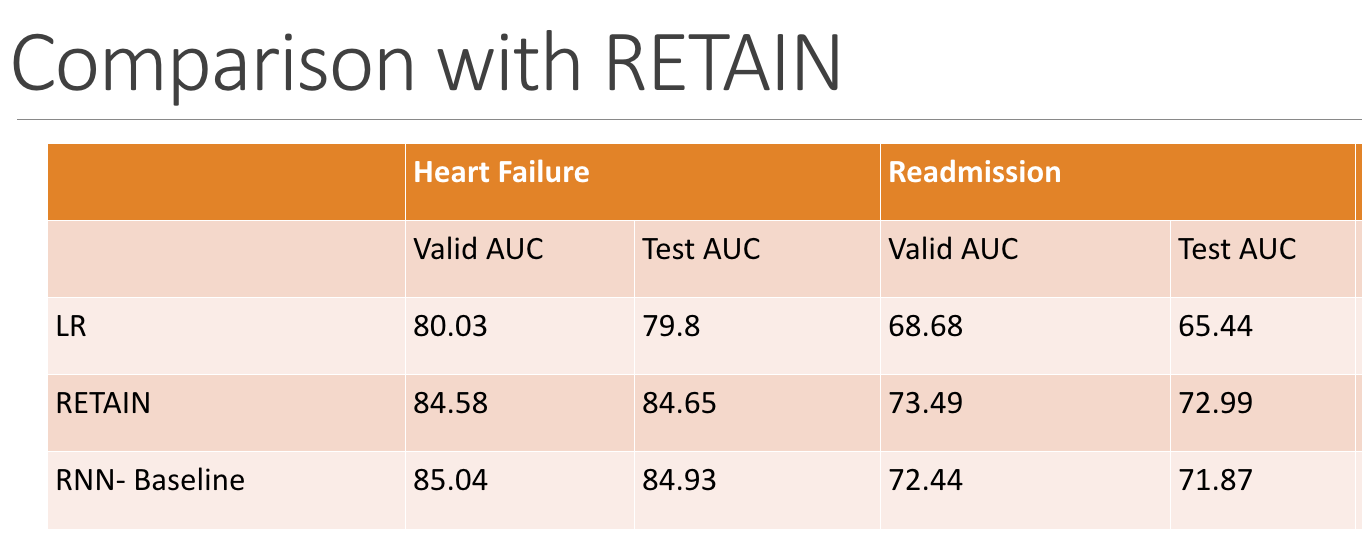 Comparison with RETAIN
Heart Failure Readmission
Valid AUC Test AUC Valid AUC Test AUC
LR 80.03 79.8 68.68 65.44
RETAIN 84.58 84.65 73.49 72.99
RNN- Baseline 85.04 84.93 72.44 71.87